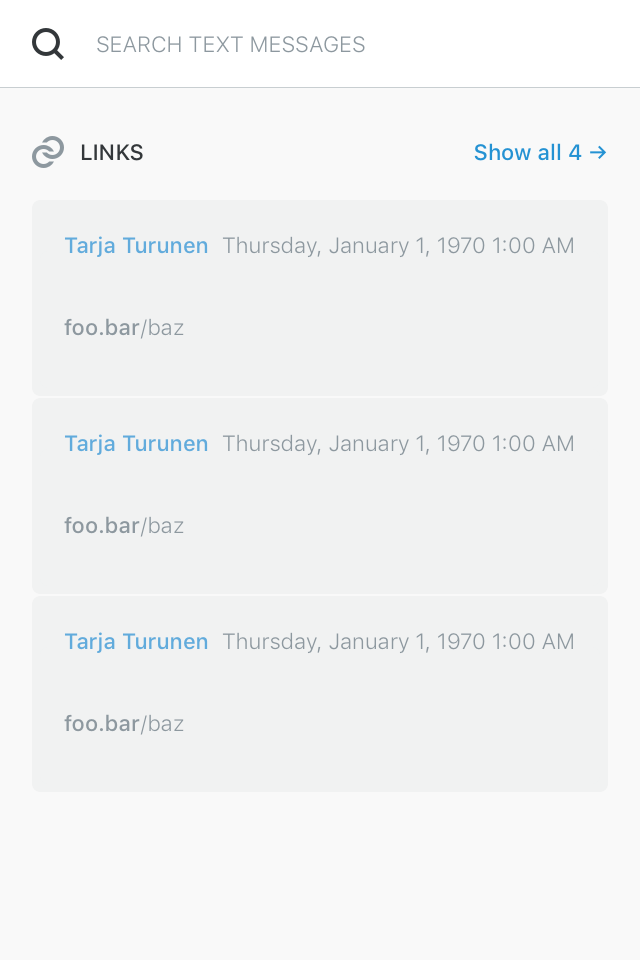 SEARCH TEXT MESSAGES
LINKS Show all 4 →
Tarja Turunen Thursday, January 1, 1970 1:00 AM
foo.bar/baz
Tarja Turunen Thursday, January 1, 1970 1:00 AM
foo.bar/baz
Tarja Turunen Thursday, January 1, 1970 1:00 AM
foo.bar/baz